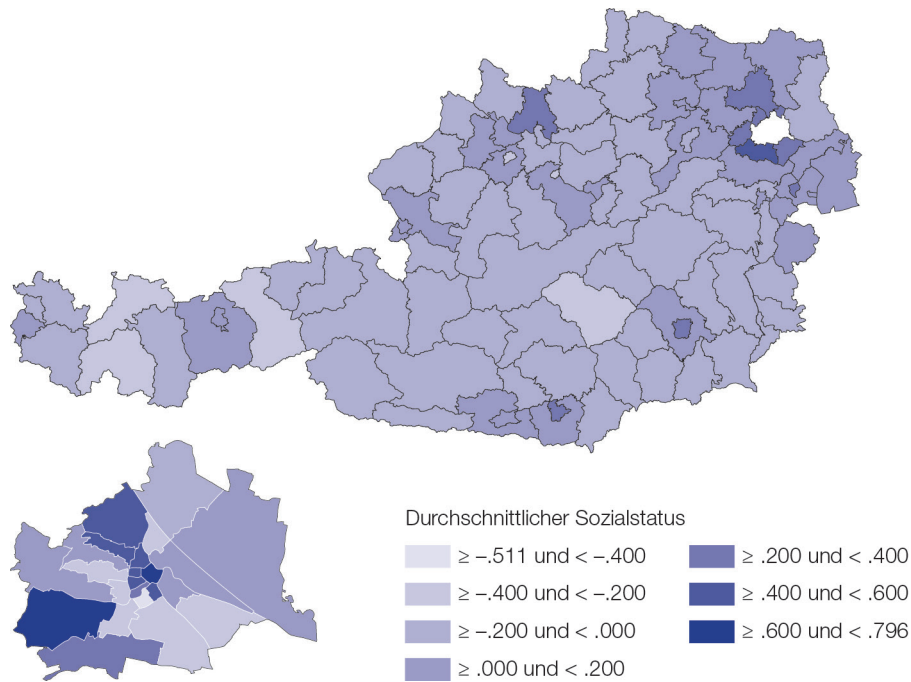 Durchschnittlicher Sozialstatus
≥ –.511 und < –.400
≥ –.400 und < –.200
≥ –.200 und < .000
≥ .000 und < .200
≥ .200 und < .400
≥ .400 und < .600
≥ .600 und < .796